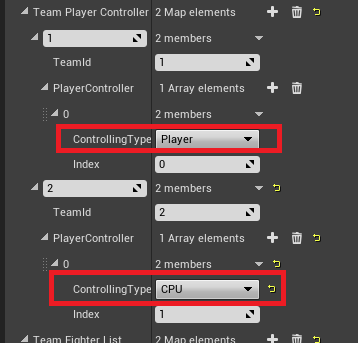 Team Player Controller 2 Map elements
1 2 members
TeamId 1
PlayerController 1 Array elements
0 2 members
ControllingType Player
Index 0
2 2 members
TeamId 2
PlayerController 1 Array elements
0 2 members
ControllingType CPU
Index 1
Team Fighter List 2 Map elements